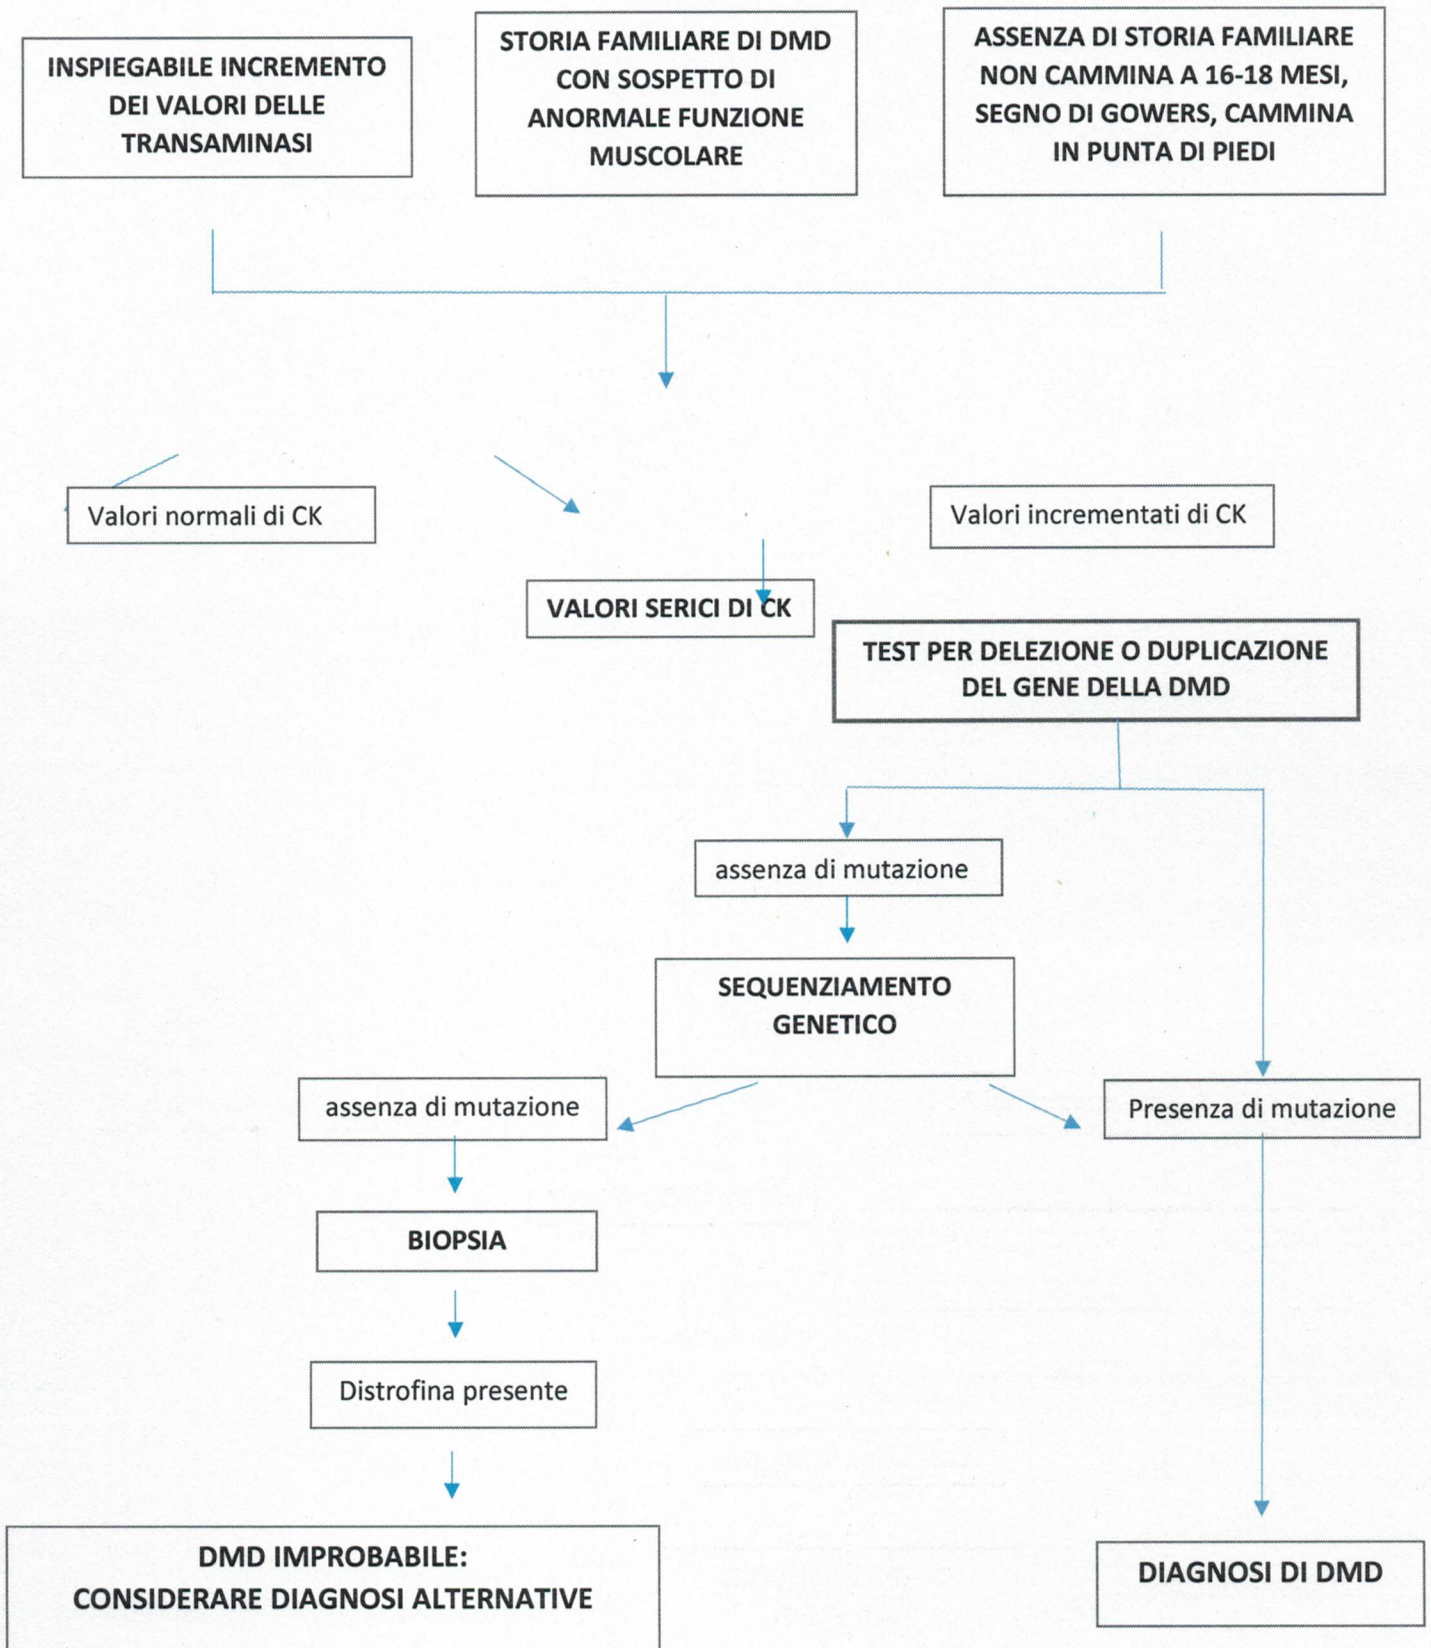 INSPIEGABILE INCREMENTO
DEI VALORI DELLE
TRANSAMINASI
STORIA FAMILIARE DI DMD
CON SOSPETTO DI
ANORMALE FUNZIONE
MUSCOLARE
ASSENZA DI STORIA FAMILIARE
NON CAMMINA A 16-18 MESI,
SEGNO DI GOWERS, CAMMINA
IN PUNTA DI PIEDI
Valori normali di CK
Valori incrementati di CK
VALORI SERICI DI CK
TEST PER DELEZIONE O DUPLICAZIONE
DEL GENE DELLA DMD
assenza di mutazione
SEQUENZIAMENTO
GENETICO
assenza di mutazione
Presenza di mutazione
BIOPSIA
Distrofina presente
DMD IMPROBABILE:
CONSIDERARE DIAGNOSI ALTERNATIVE
DIAGNOSI DI DMD